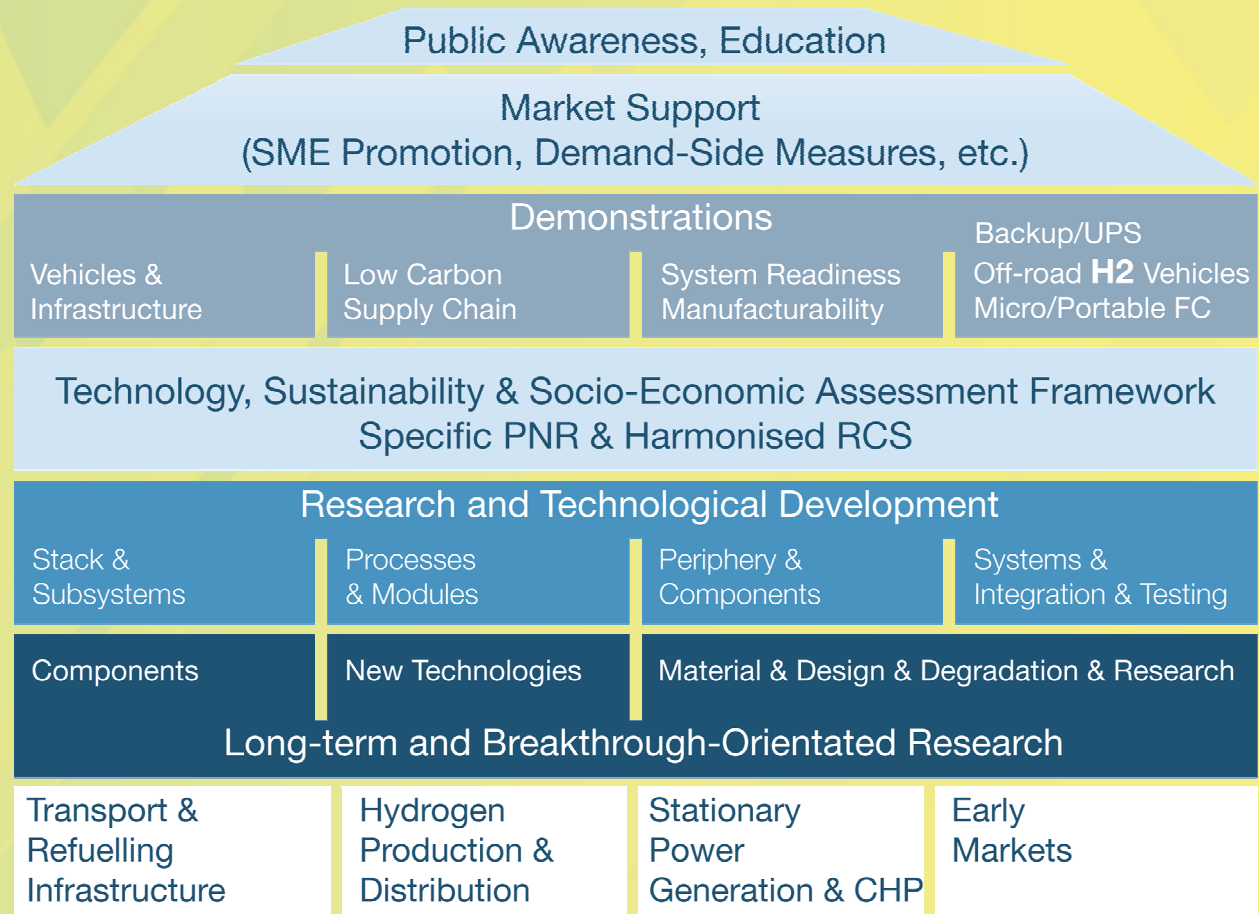 Public Awareness, Education
Market Support
(SME Promotion, Demand-Side Measures, etc.)
Demonstrations
Vehicles &
Infrastructure
Low Carbon
Supply Chain
System Readiness
Manufacturability
Backup/UPS
Off-road H2 Vehicles
Micro/Portable FC
Technology, Sustainability & Socio-Economic Assessment Framework
Specific PNR & Harmonised RCS
Research and Technological Development
Stack &
Subsystems
Processes
& Modules
Periphery &
Components
Systems &
Integration & Testing
Components
New Technologies
Material & Design & Degradation & Research
Long-term and Breakthrough-Orientated Research
Transport &
Refuelling
Infrastructure
Hydrogen
Production &
Distribution
Stationary
Power
Generation & CHP
Early
Markets